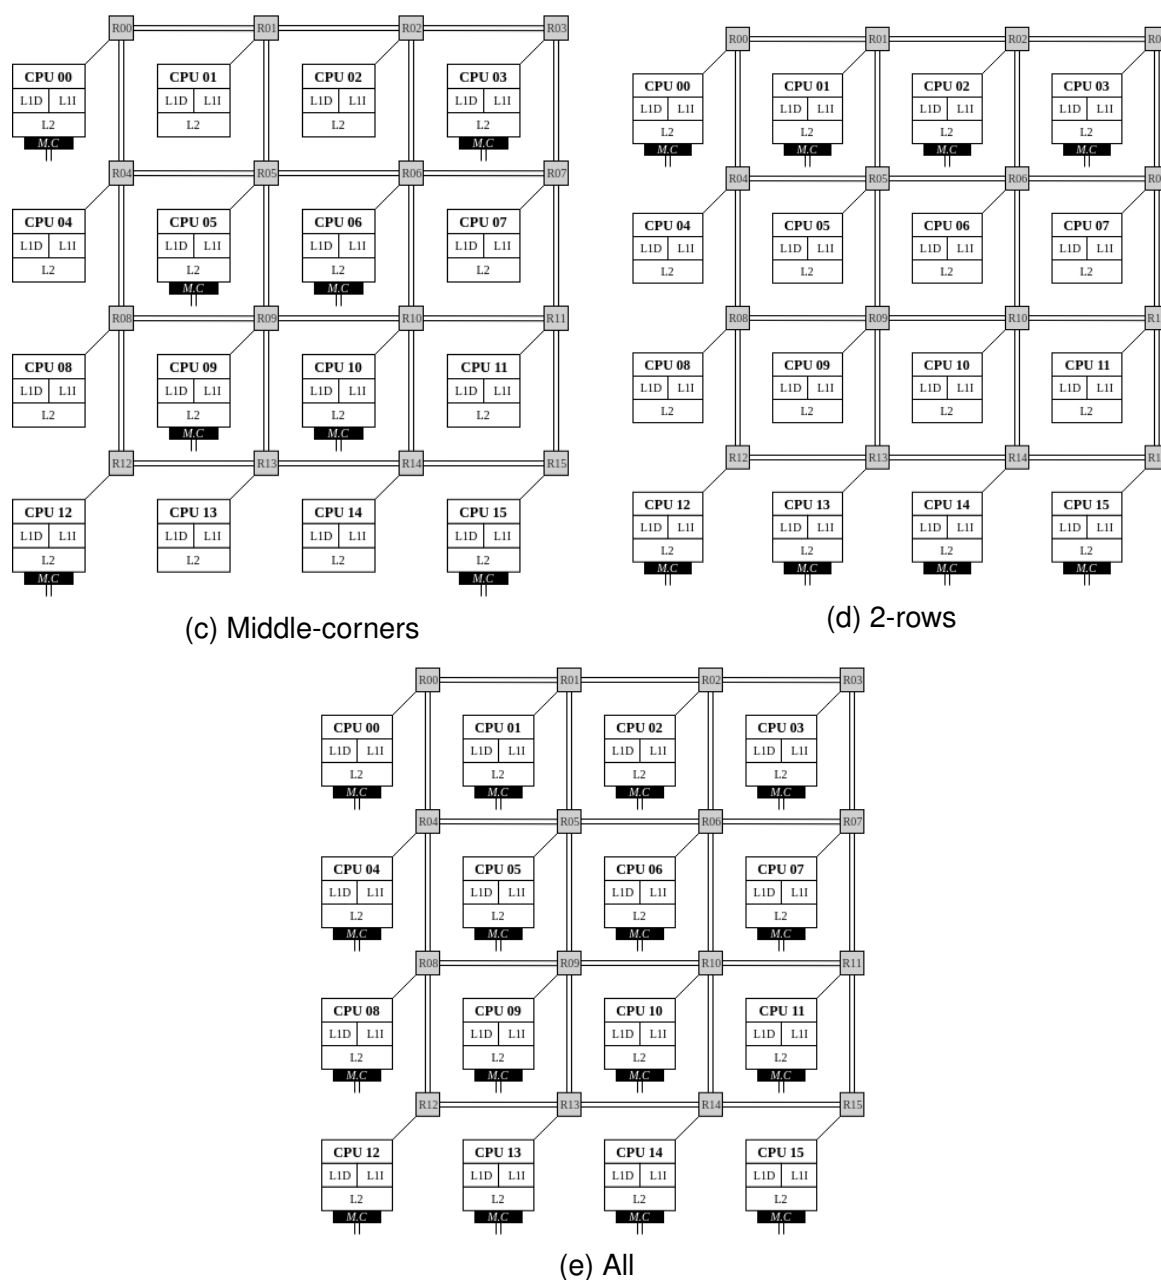 R00 R01 R02 R03
CPU 00 CPU 01 CPU 02 CPU 03
L1D L1I L1D L1I L1D L1I L1D L1I
L2 L2 L2 L2
M.C M.C
R04 R05 R06 R07
CPU 04 CPU 05 CPU 06 CPU 07
L1D L1I L1D L1I L1D L1I L1D L1I
L2 L2 L2 L2
M.C M.C
R08 R09 R10 R11
CPU 08 CPU 09 CPU 10 CPU 11
L1D L1I L1D L1I L1D L1I L1D L1I
L2 L2 L2 L2
M.C M.C
R12 R13 R14 R15
CPU 12 CPU 13 CPU 14 CPU 15
L1D L1I L1D L1I L1D L1I L1D L1I
L2 L2 L2 L2
M.C M.C
(c) Middle-corners
R00 R01 R02
CPU 00 CPU 01 CPU 02 CPU 03
L1D L1I L1D L1I L1D L1I L1D L1I
L2 L2 L2 L2
M.C M.C M.C M.C
R04 R05 R06
CPU 04 CPU 05 CPU 06 CPU 07
L1D L1I L1D L1I L1D L1I L1D L1I
L2 L2 L2 L2
R08 R09 R10
CPU 08 CPU 09 CPU 10 CPU 11
L1D L1I L1D L1I L1D L1I L1D L1I
L2 L2 L2 L2
R12 R13 R14
CPU 12 CPU 13 CPU 14 CPU 15
L1D L1I L1D L1I L1D L1I L1D L1I
L2 L2 L2 L2
M.C M.C M.C M.C
(d) 2-rows
R00 R01 R02 R03
CPU 00 CPU 01 CPU 02 CPU 03
L1D L1I L1D L1I L1D L1I L1D L1I
L2 L2 L2 L2
M.C M.C M.C M.C
R04 R05 R06 R07
CPU 04 CPU 05 CPU 06 CPU 07
L1D L1I L1D L1I L1D L1I L1D L1I
L2 L2 L2 L2
M.C M.C M.C M.C
R08 R09 R10 R11
CPU 08 CPU 09 CPU 10 CPU 11
L1D L1I L1D L1I L1D L1I L1D L1I
L2 L2 L2 L2
M.C M.C M.C M.C
R12 R13 R14 R15
CPU 12 CPU 13 CPU 14 CPU 15
L1D L1I L1D L1I L1D L1I L1D L1I
L2 L2 L2 L2
M.C M.C M.C M.C
(e) All